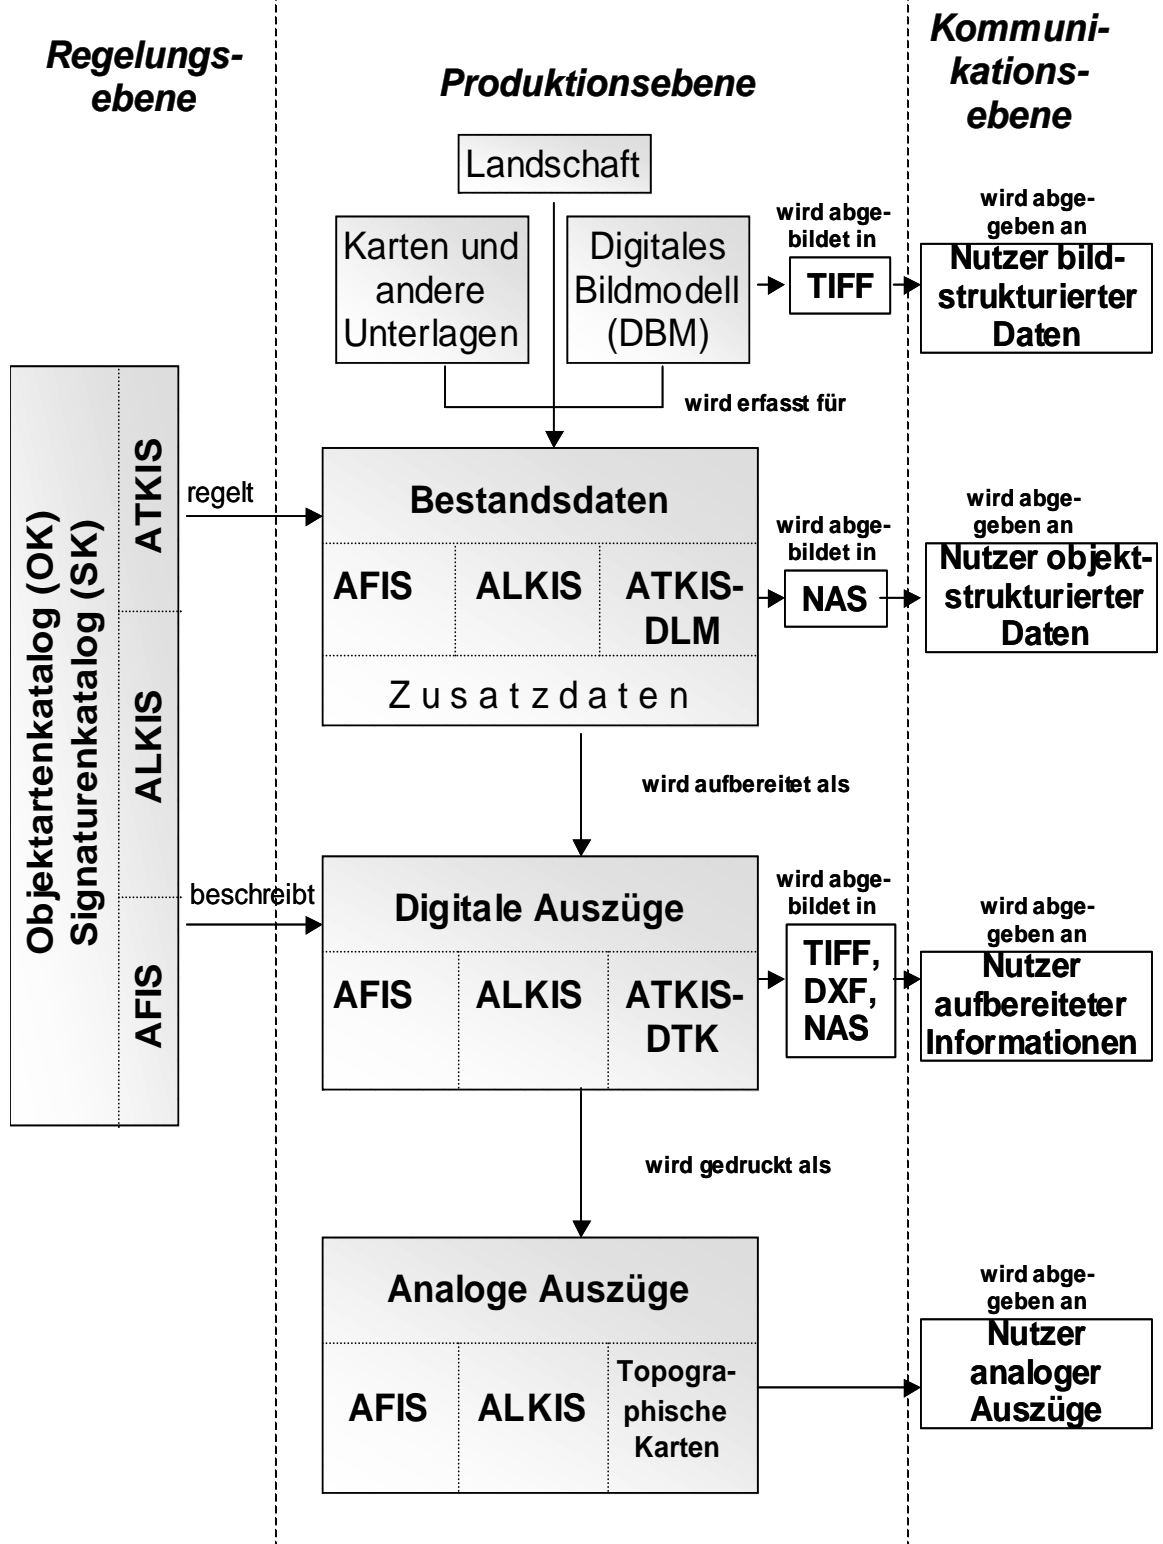 Regelungs-
ebene
Produktionsebene
Kommuni-
kations-
ebene
Landschaft
Karten und
andere
Unterlagen
Digitales
Bildmodell
(DBM)
wird abge-
bildet in
TIFF
wird abge-
geben an
Nutzer bild-
strukturierter
Daten
wird erfasst für
Objektartenkatalog (OK)
Signaturenkatalog (SK)
ATKIS
ALKIS
AFIS
regelt
Bestandsdaten
AFIS
ALKIS
ATKIS-
DLM
Zusatzdaten
wird abge-
bildet in
NAS
wird abge-
geben an
Nutzer objekt-
strukturierter
Daten
wird aufbereitet als
beschreibt
Digitale Auszüge
AFIS
ALKIS
ATKIS-
DTK
wird abge-
bildet in
TIFF,
DXF,
NAS
wird abge-
geben an
Nutzer
aufbereiteter
Informationen
wird gedruckt als
Analoge Auszüge
AFIS
ALKIS
Topogra-
phische
Karten
wird abge-
geben an
Nutzer
analoger
Auszüge